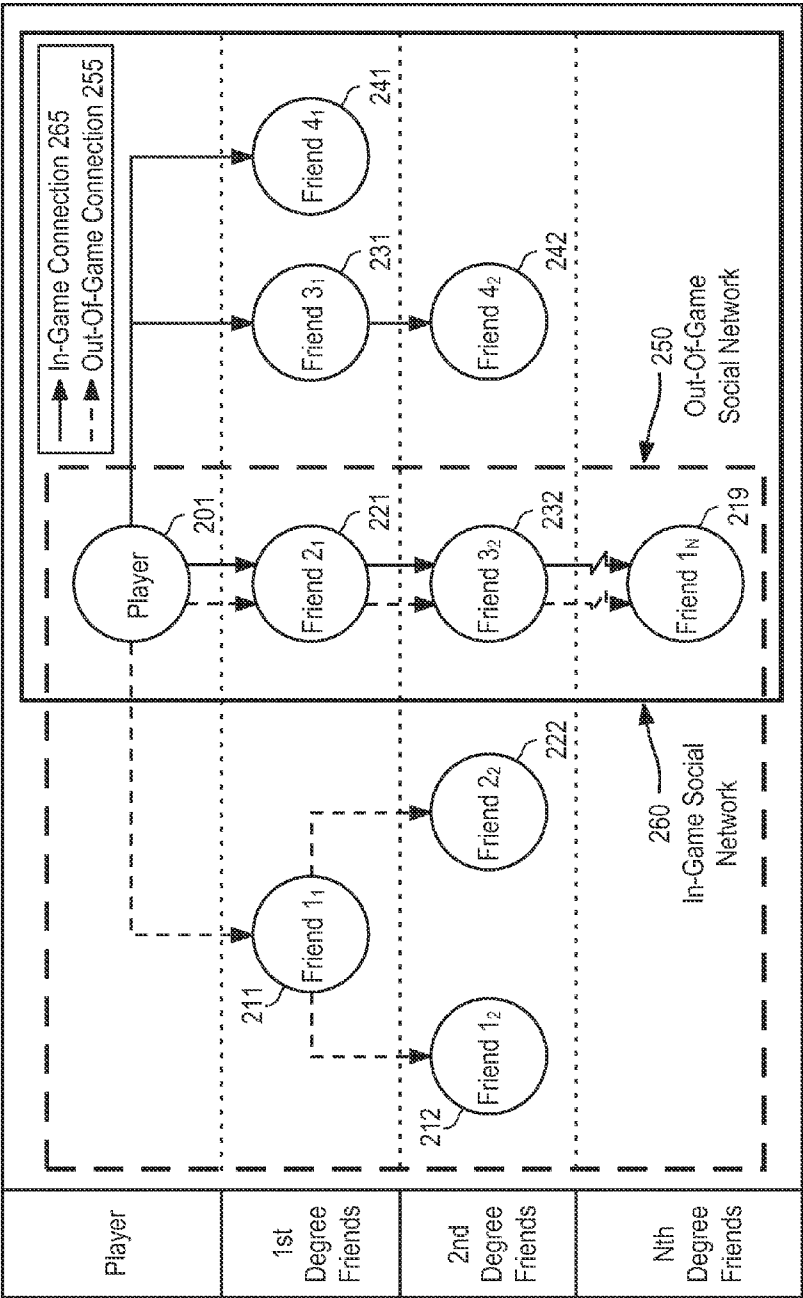 Player
1st
Degree
Friends
2nd
Degree
Friends
Nth
Degree
Friends
In-Game Connection 265
Out-Of-Game Connection 255
Player
201
211
Friend 1₁
Friend 2₁
221
Friend 3₁
231
Friend 4₁
241
212
Friend 1₂
Friend 2₂
222
Friend 3₂
232
Friend 4₂
242
260
In-Game Social
Network
Friend 1N
219
250
Out-Of-Game
Social Network